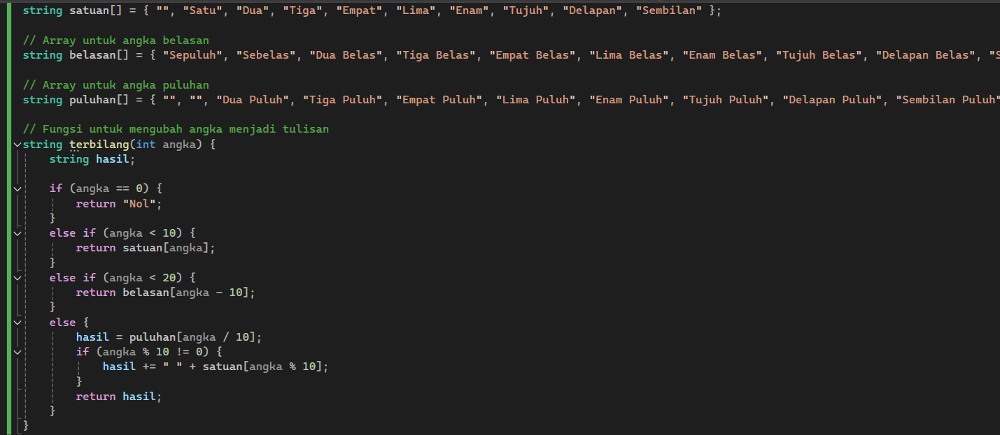 string satuan[] = { "", "Satu", "Dua", "Tiga", "Empat", "Lima", "Enam", "Tujuh", "Delapan", "Sembilan" };
// Array untuk angka belasan
string belasan[] = { "Sepuluh", "Sebelas", "Dua Belas", "Tiga Belas", "Empat Belas", "Lima Belas", "Enam Belas", "Tujuh Belas", "Delapan Belas", "S
// Array untuk angka puluhan
string puluhan[] = { "", "", "Dua Puluh", "Tiga Puluh", "Empat Puluh", "Lima Puluh", "Enam Puluh", "Tujuh Puluh", "Delapan Puluh", "Sembilan Puluh"
// Fungsi untuk mengubah angka menjadi tulisan
string terbilang(int angka) {
    string hasil;
    if (angka == 0) {
        return "Nol";
    }
    else if (angka < 10) {
        return satuan[angka];
    }
    else if (angka < 20) {
        return belasan[angka - 10];
    }
    else {
        hasil = puluhan[angka / 10];
        if (angka % 10 != 0) {
            hasil += " " + satuan[angka % 10];
        }
        return hasil;
    }
}